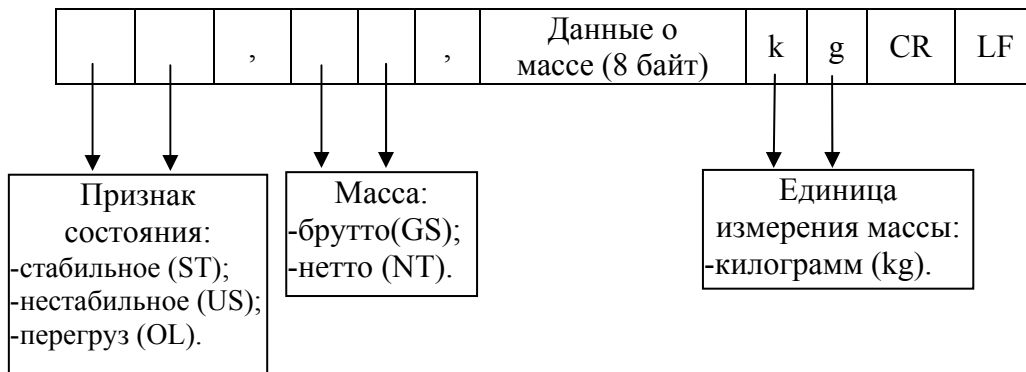 , , Данные о
массе (8 байт) k g CR LF
Признак
состояния:
-стабильное (ST);
-нестабильное (US);
-перегруз (OL).
Масса:
-брутто(GS);
-нетто (NT).
Единица
измерения массы:
-килограмм (kg).